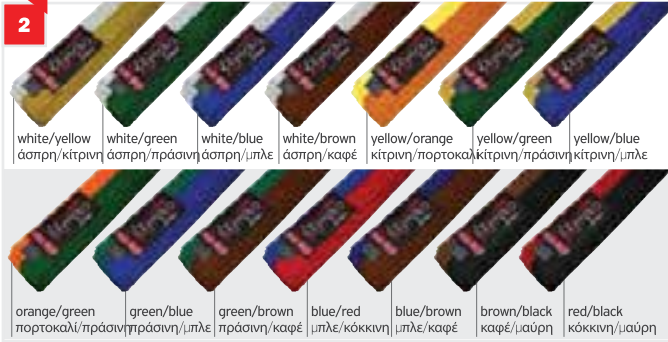 2
white/yellow
άσπρη/κίτρινη
white/green
άσπρη/πράσινη
white/blue
άσπρη/μπλε
white/brown
άσπρη/καφέ
yellow/orange
κίτρινη/πορτοκαλί
yellow/green
κίτρινη/πράσινη
yellow/blue
κίτρινη/μπλε
orange/green
πορτοκαλί/πράσινη
green/blue
πράσινη/μπλε
green/brown
πράσινη/καφέ
blue/red
μπλε/κόκκινη
blue/brown
μπλε/καφέ
brown/black
καφέ/μαύρη
red/black
κόκκινη/μαύρη